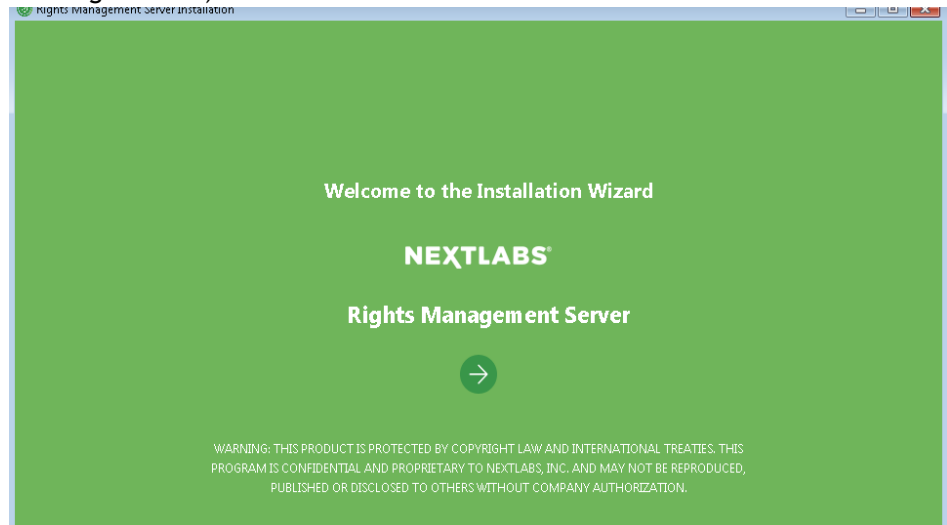 Rights Management Server Installation
Welcome to the Installation Wizard
NEXTLABS®
Rights Management Server
WARNING: THIS PRODUCT IS PROTECTED BY COPYRIGHT LAW AND INTERNATIONAL TREATIES. THIS
PROGRAM IS CONFIDENTIAL AND PROPRIETARY TO NEXTLABS, INC. AND MAY NOT BE REPRODUCED,
PUBLISHED OR DISCLOSED TO OTHERS WITHOUT COMPANY AUTHORIZATION.